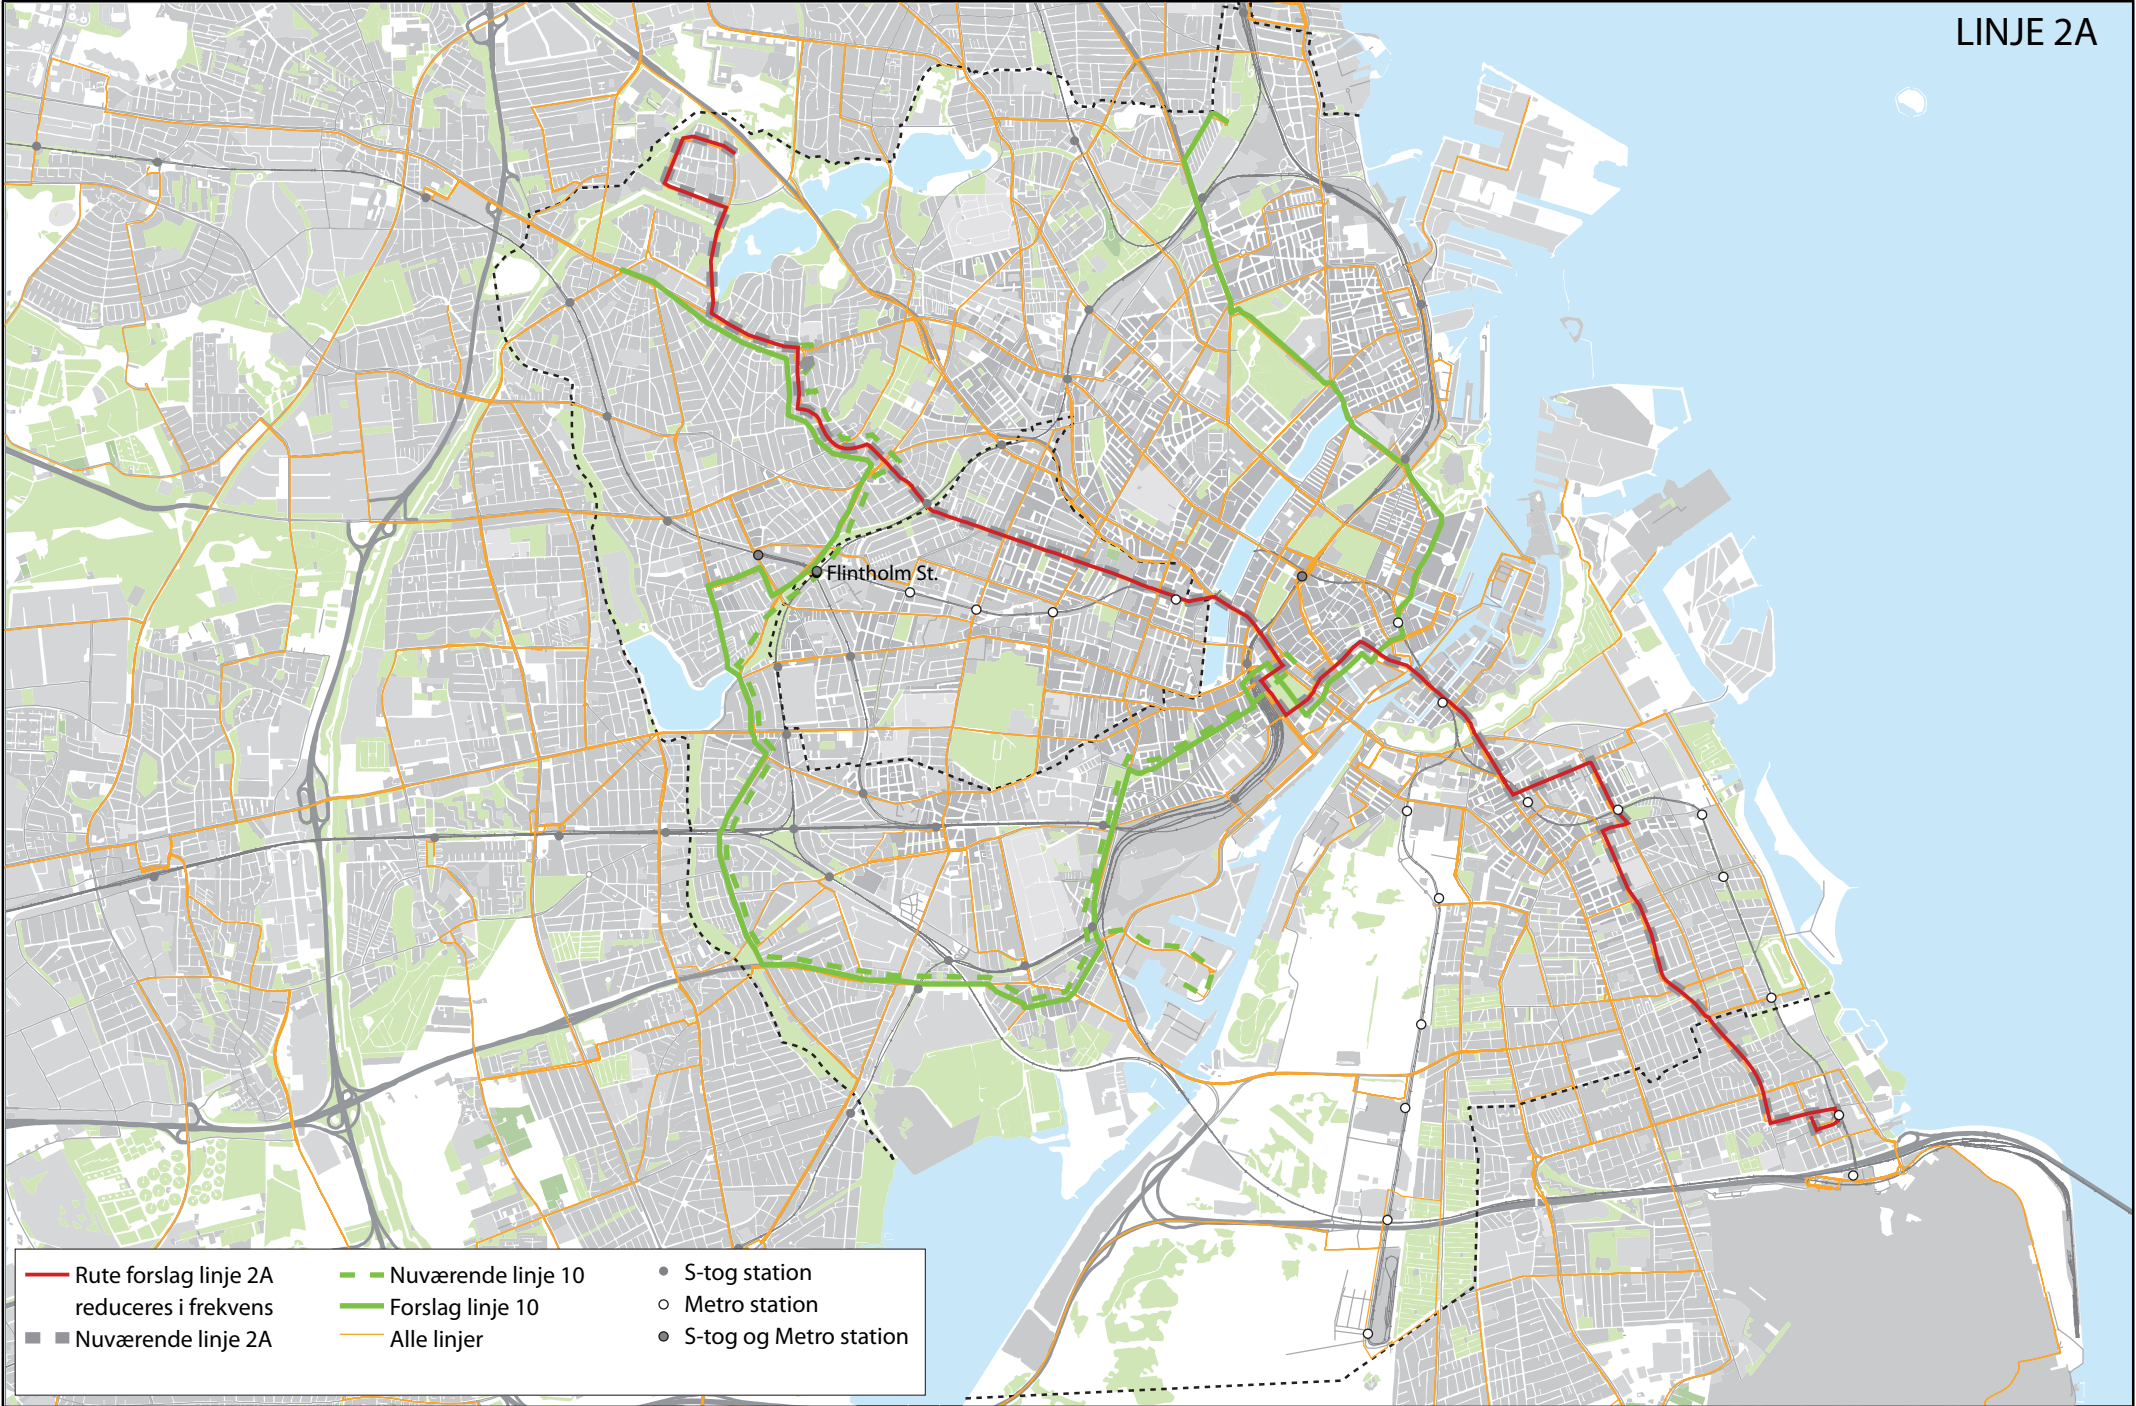 LINJE 2A
Flintholm St.
Rute forslag linje 2A
reduceres i frekvens
Nuværende linje 2A
Nuværende linje 10
Forslag linje 10
Alle linjer
S-tog station
Metro station
S-tog og Metro station